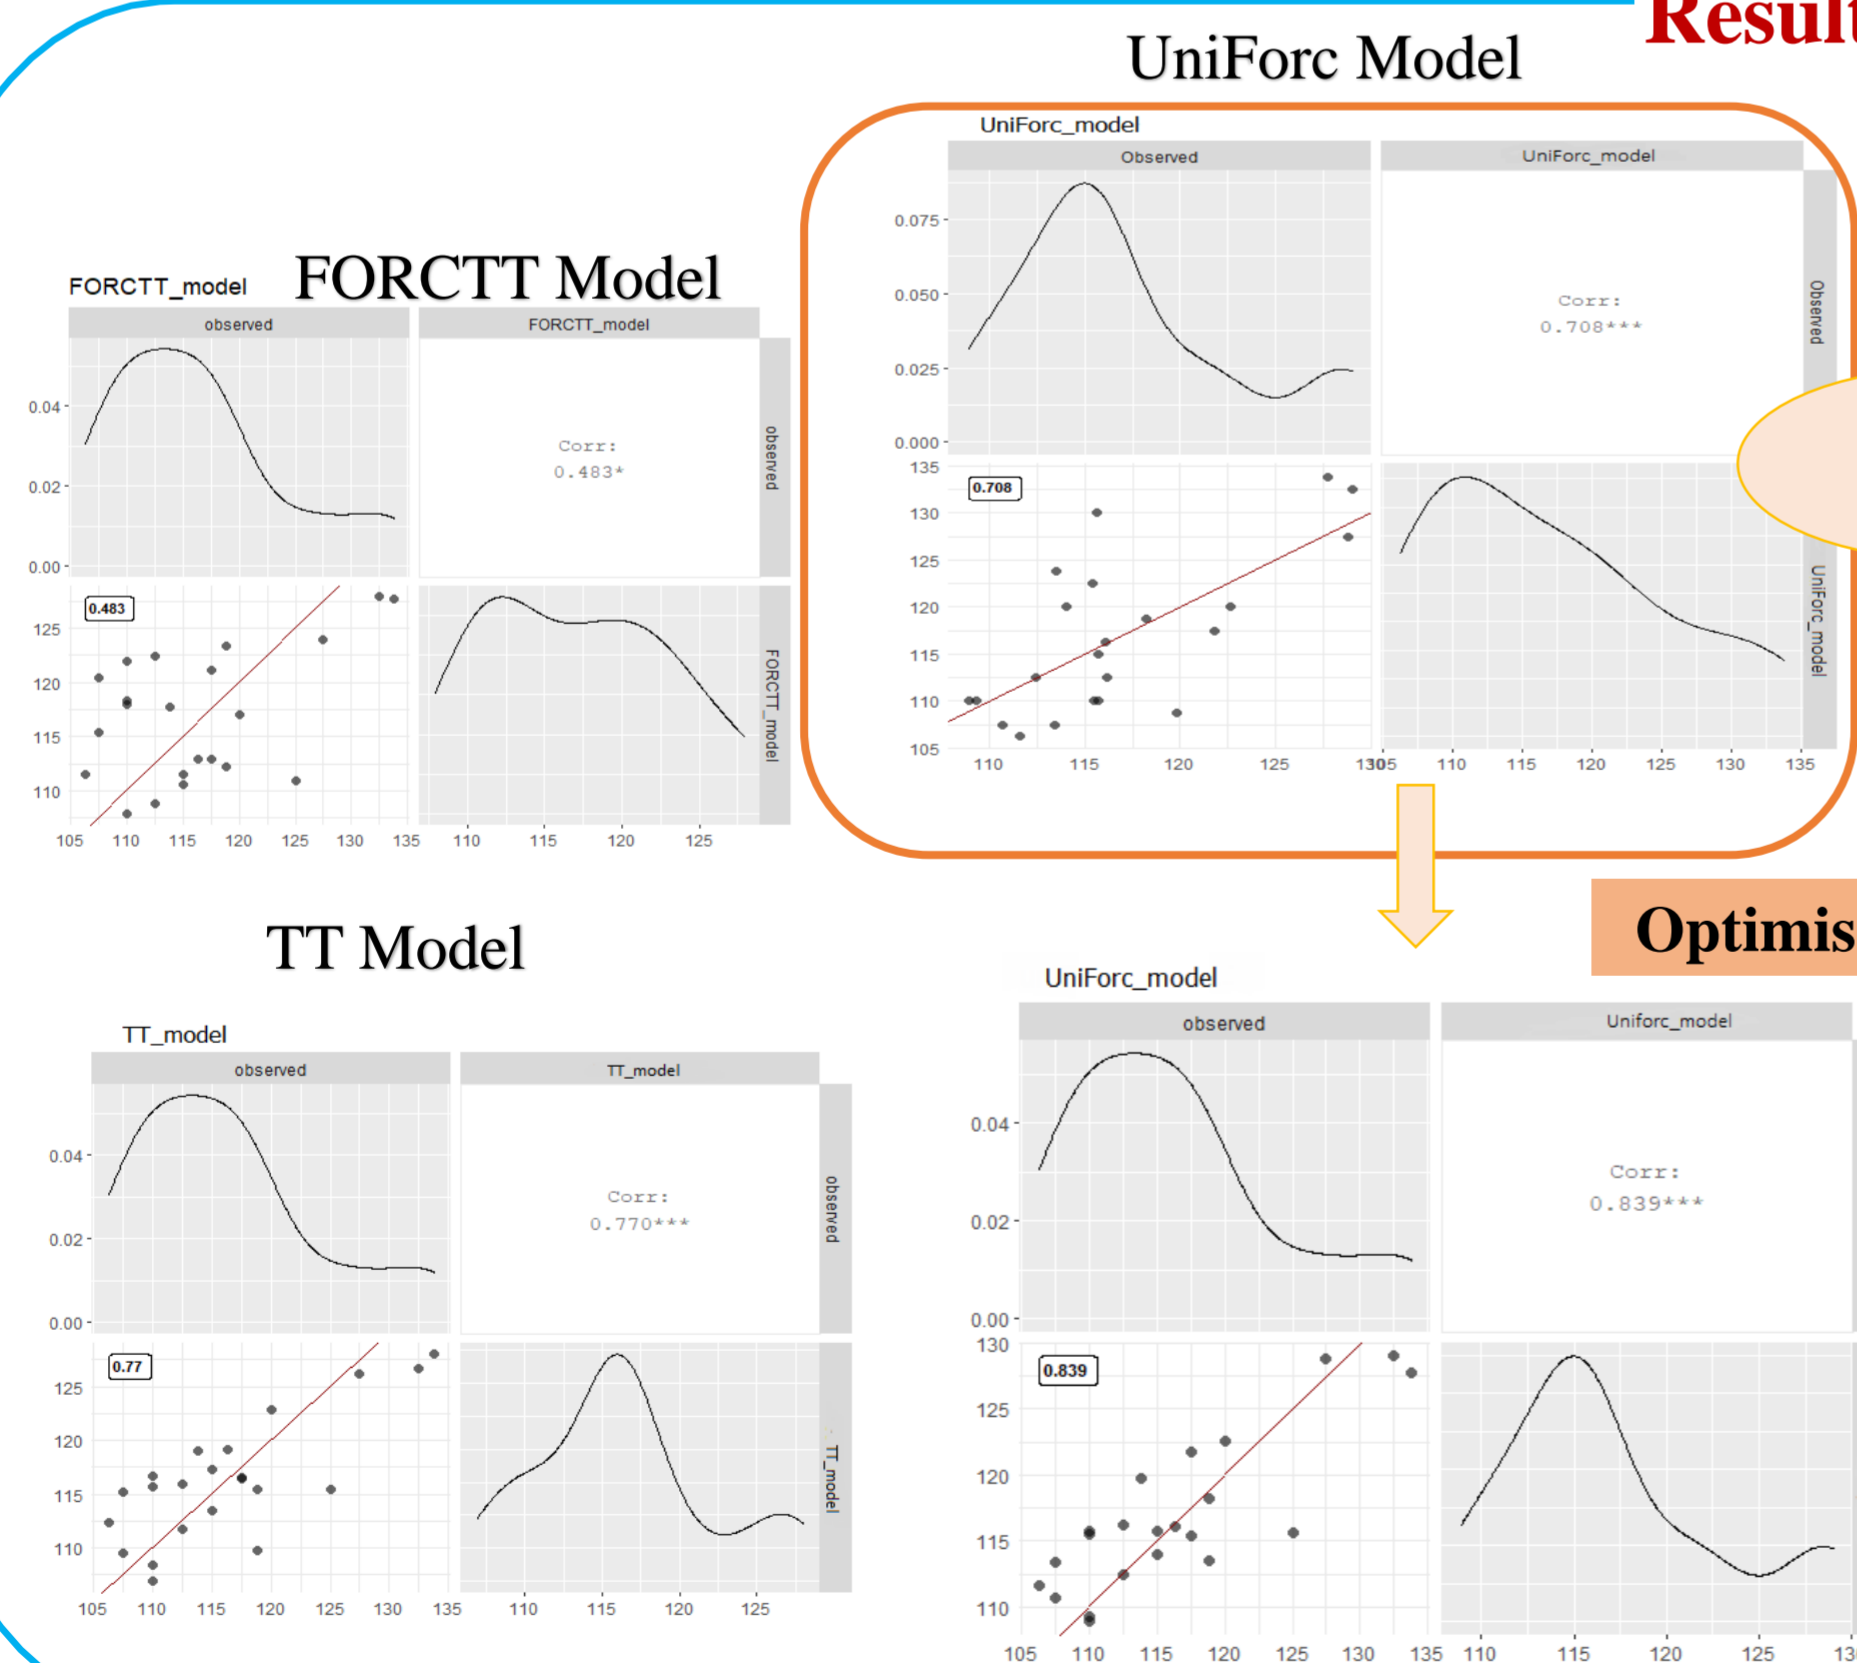 Result
UniForc Model
UniForc_model
Observed
UniForc_model
0.075
0.050
0.025
0.000
Corr:
0.708***
Observed
135
130
125
120
115
110
105
0.708
UniForc_model
110 115 120 125 130
105 110 115 120 125 130 135
FORCTT Model
FORCTT_model
observed
FORCTT_model
0.04
0.02
0.00
Corr:
0.483*
observed
125
120
115
110
0.483
FORCTT_model
105 110 115 120 125 130 135
110 115 120 125
Optimis
TT Model
TT_model
observed
TT_model
0.04
0.02
0.00
Corr:
0.770***
observed
125
120
115
110
0.77
TT_model
105 110 115 120 125 130 135
110 115 120 125
UniForc_model
observed
Uniforc_model
0.04
0.02
0.00
Corr:
0.839***
130
125
120
115
110
0.839
105 110 115 120 125 130 135
110 115 120 125